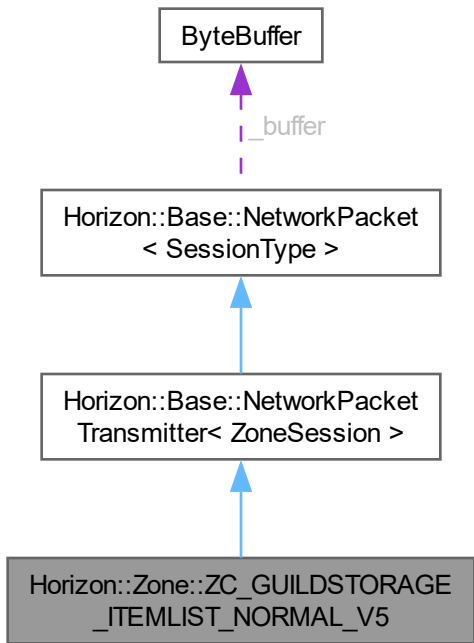 ByteBuffer
_buffer
Horizon::Base::NetworkPacket
< SessionType >
Horizon::Base::NetworkPacket
Transmitter< ZoneSession >
Horizon::Zone::ZC_GUILDSTORAGE
_ITEMLIST_NORMAL_V5